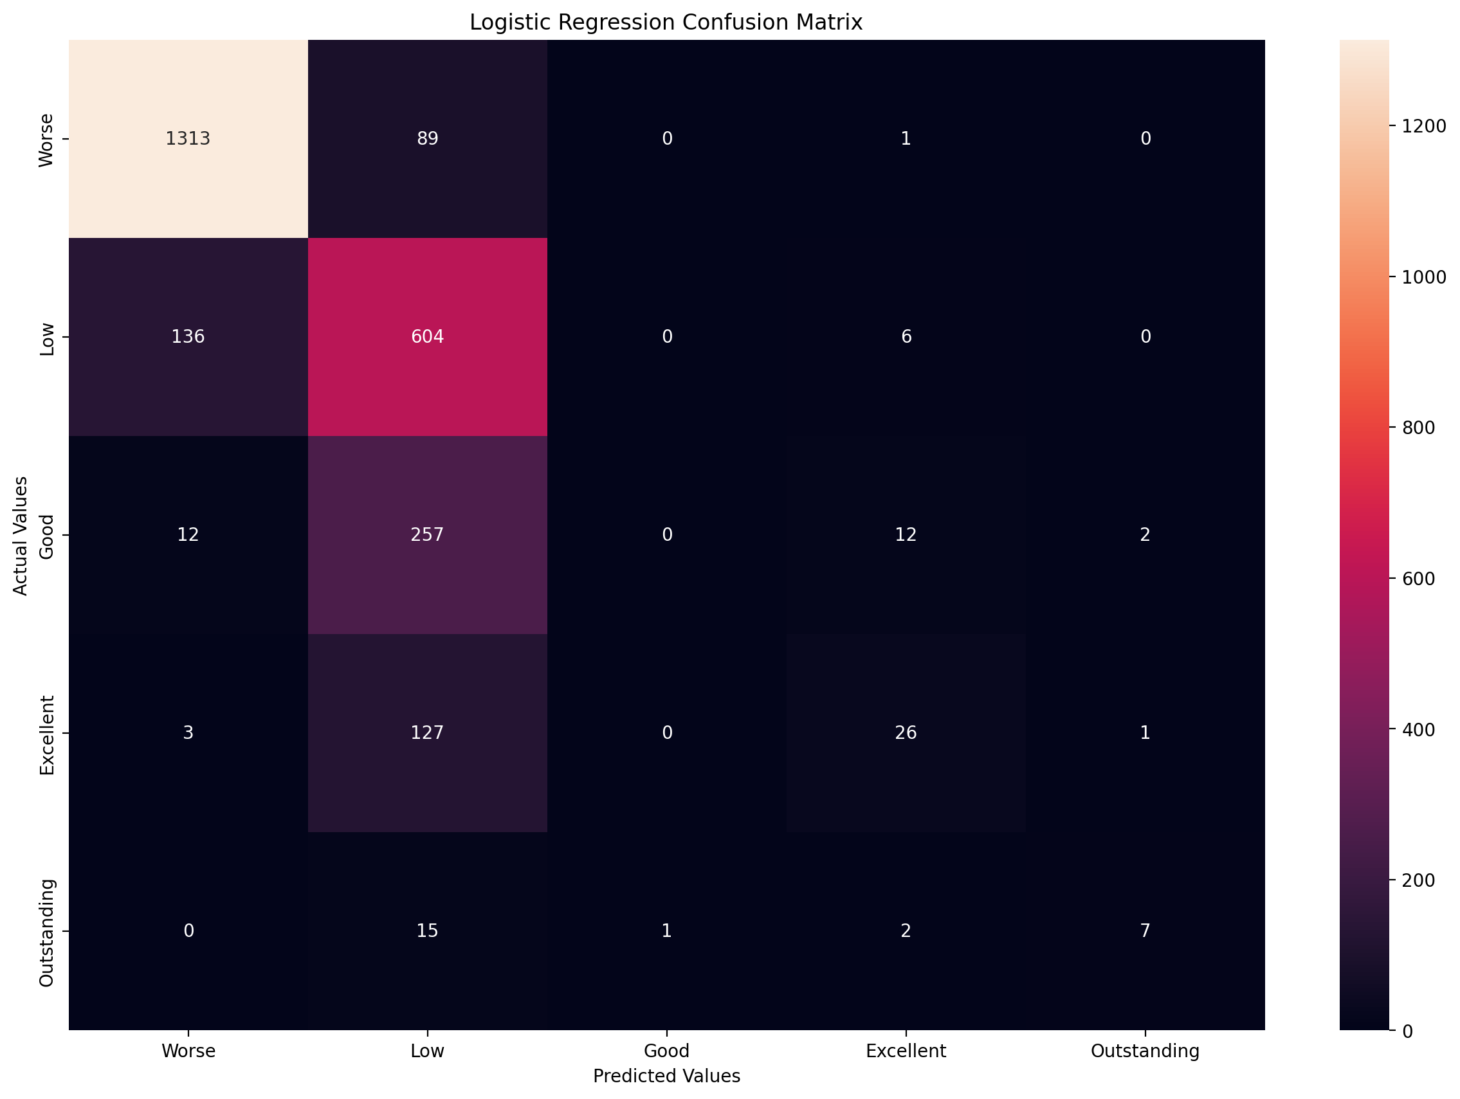 Logistic Regression Confusion Matrix
Actual Values
Worse 1313 89 0 1 0
Low 136 604 0 6 0
Good 12 257 0 12 2
Excellent 3 127 0 26 1
Outstanding 0 15 1 2 7
Worse Low Good Excellent Outstanding
Predicted Values
1200
1000
800
600
400
200
0